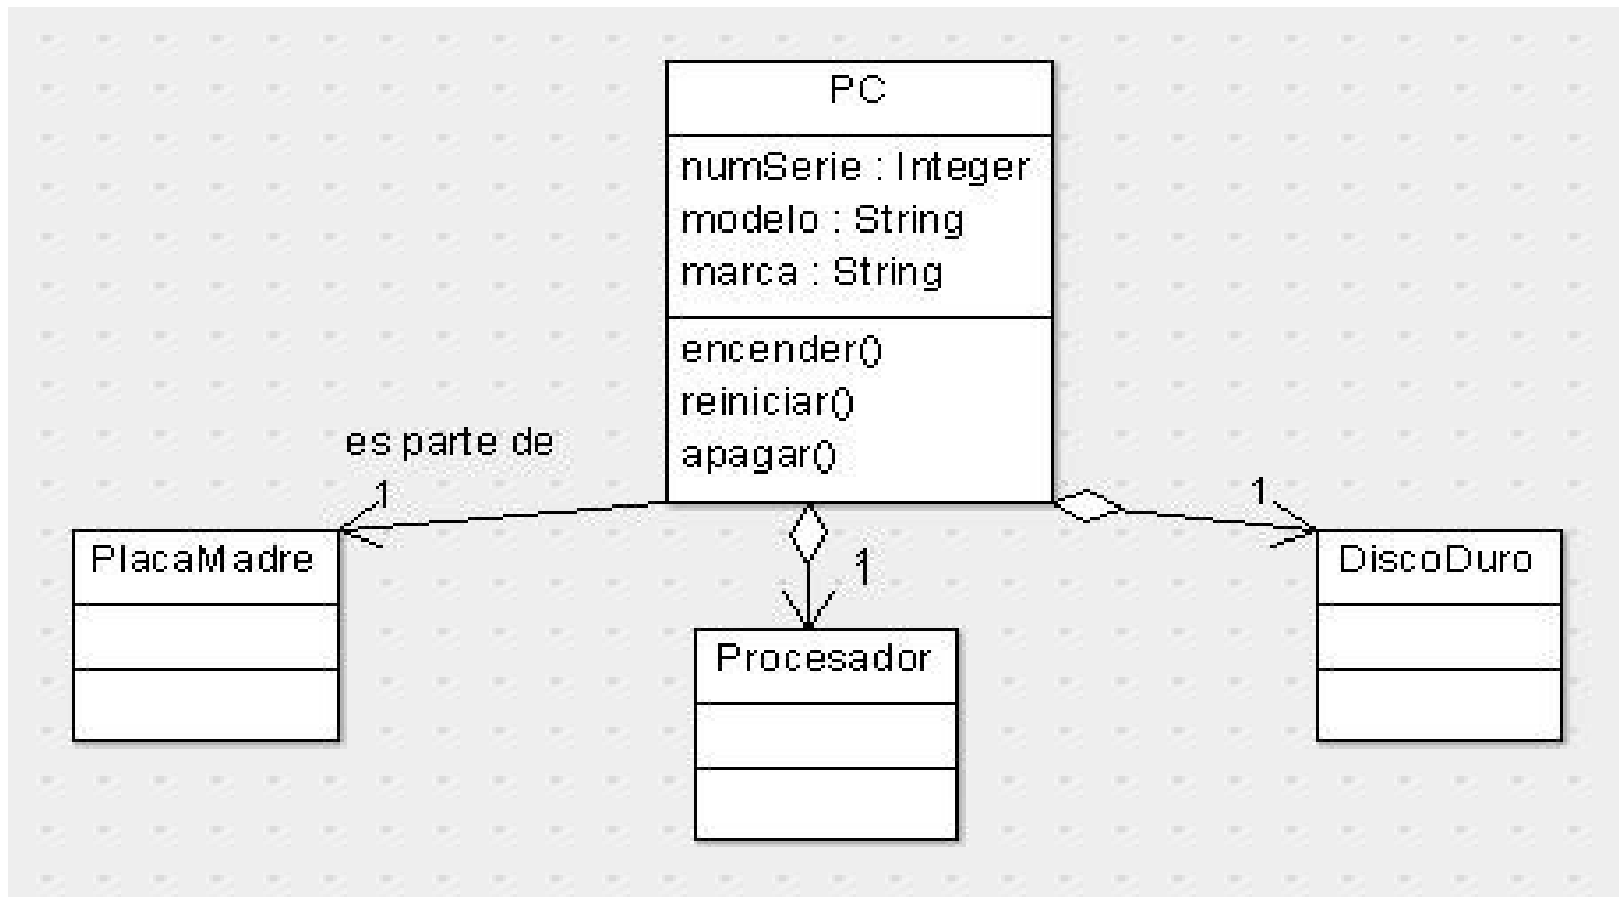 PC
numSerie : Integer
modelo : String
marca : String
encender()
reiniciar()
apagar()
es parte de
1
1
1
PlacaMadre
DiscoDuro
Procesador